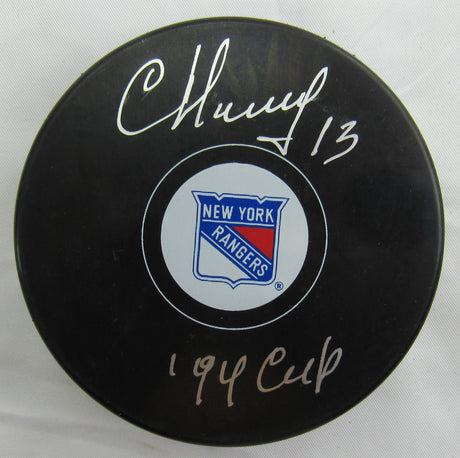 13
NEW YORK
RANGERS
®
'94 Cup